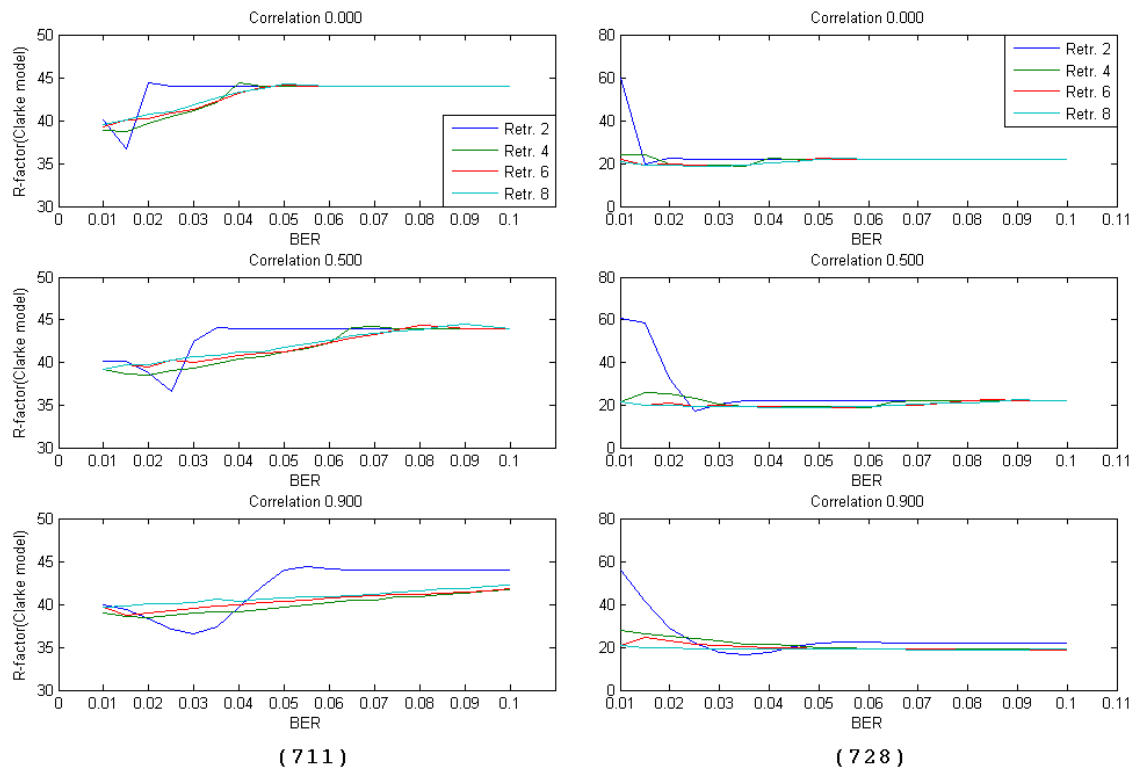 Correlation 0.000
50
45
40
35
30
R-factor(Clarke model)
0 0.01 0.02 0.03 0.04 0.05 0.06 0.07 0.08 0.09 0.1
BER
Retr. 2
Retr. 4
Retr. 6
Retr. 8
Correlation 0.000
80
60
40
20
0
0.01 0.02 0.03 0.04 0.05 0.06 0.07 0.08 0.09 0.1 0.11
BER
Retr. 2
Retr. 4
Retr. 6
Retr. 8
Correlation 0.500
50
45
40
35
30
R-factor(Clarke model)
0 0.01 0.02 0.03 0.04 0.05 0.06 0.07 0.08 0.09 0.1
BER
Correlation 0.500
80
60
40
20
0
0.01 0.02 0.03 0.04 0.05 0.06 0.07 0.08 0.09 0.1 0.11
BER
Correlation 0.900
50
45
40
35
30
R-factor(Clarke model)
0 0.01 0.02 0.03 0.04 0.05 0.06 0.07 0.08 0.09 0.1
BER
Correlation 0.900
80
60
40
20
0
0.01 0.02 0.03 0.04 0.05 0.06 0.07 0.08 0.09 0.1 0.11
BER
(711)
(728)